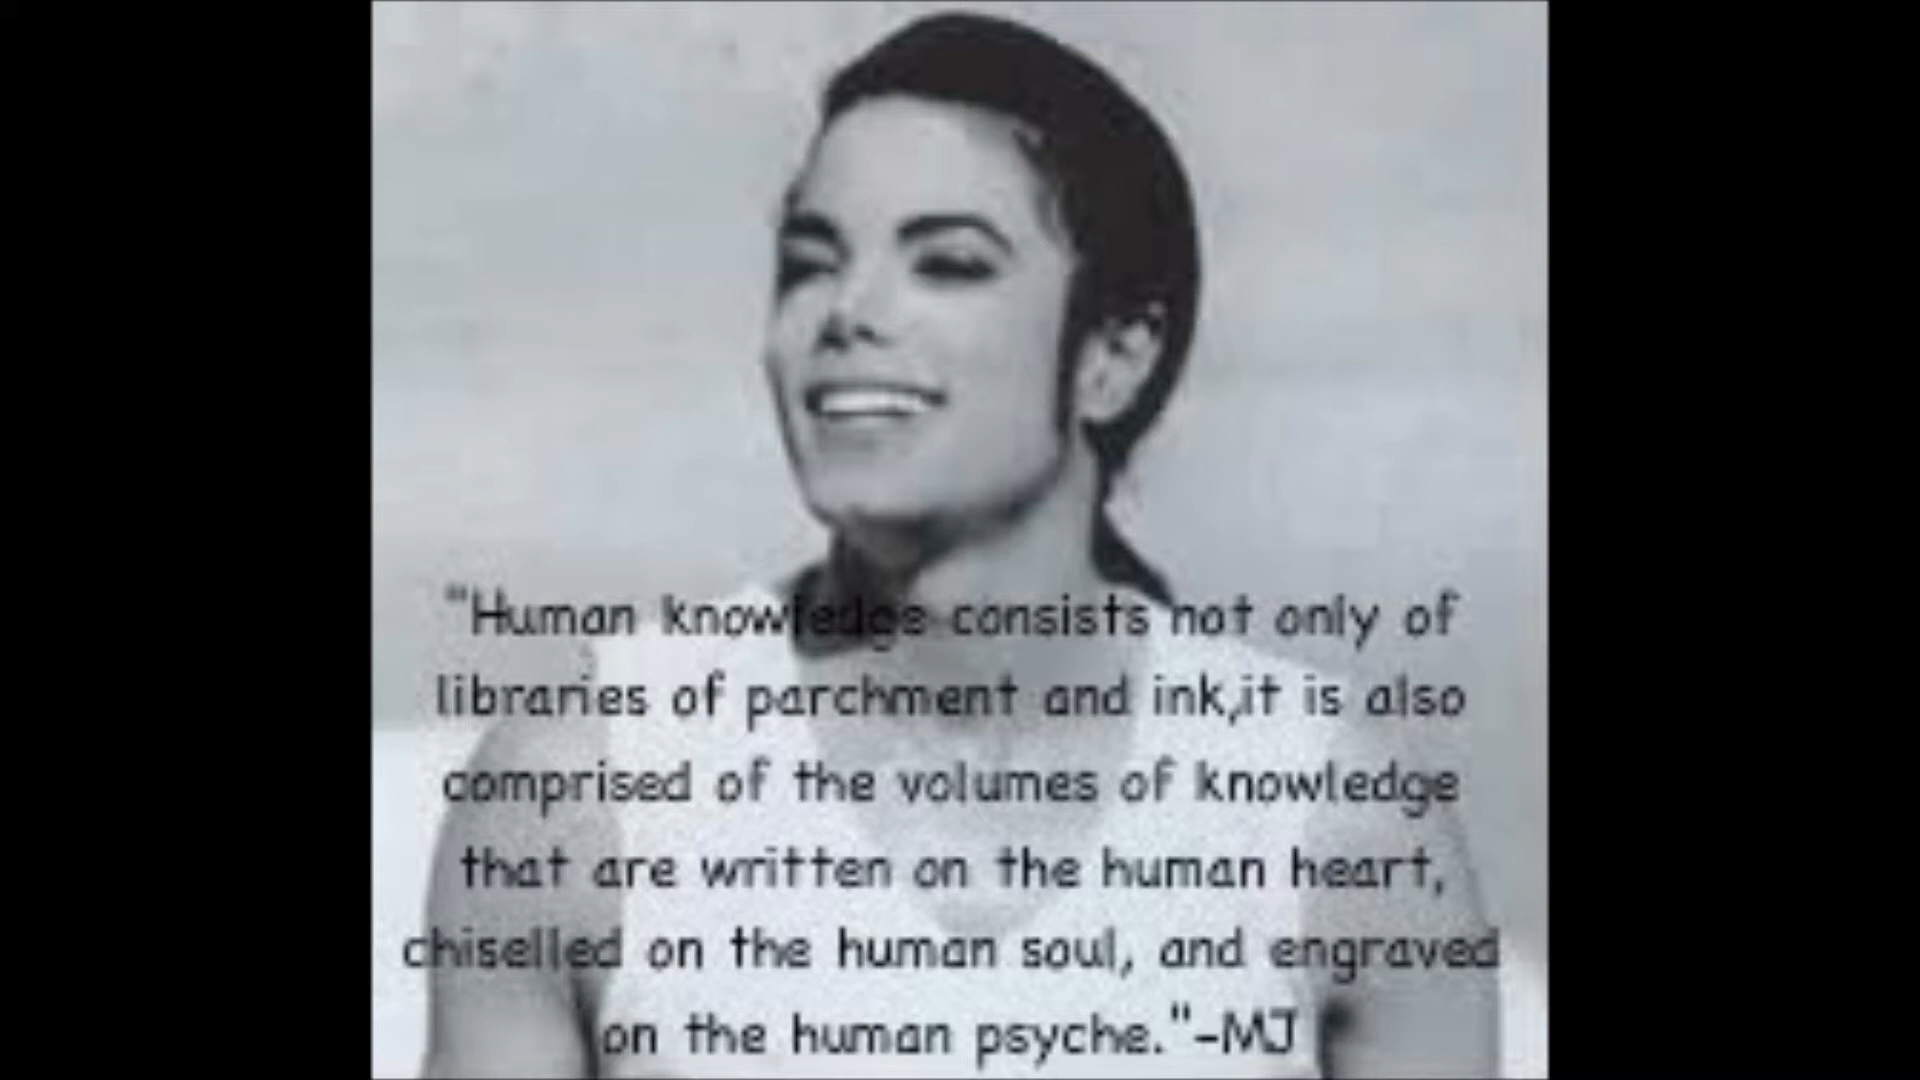 "Human knowledge consists not only of
libraries of parchment and ink,it is also
comprised of the volumes of knowledge
that are written on the human heart,
chiselled on the human soul, and engraved
on the human psyche."-MJ